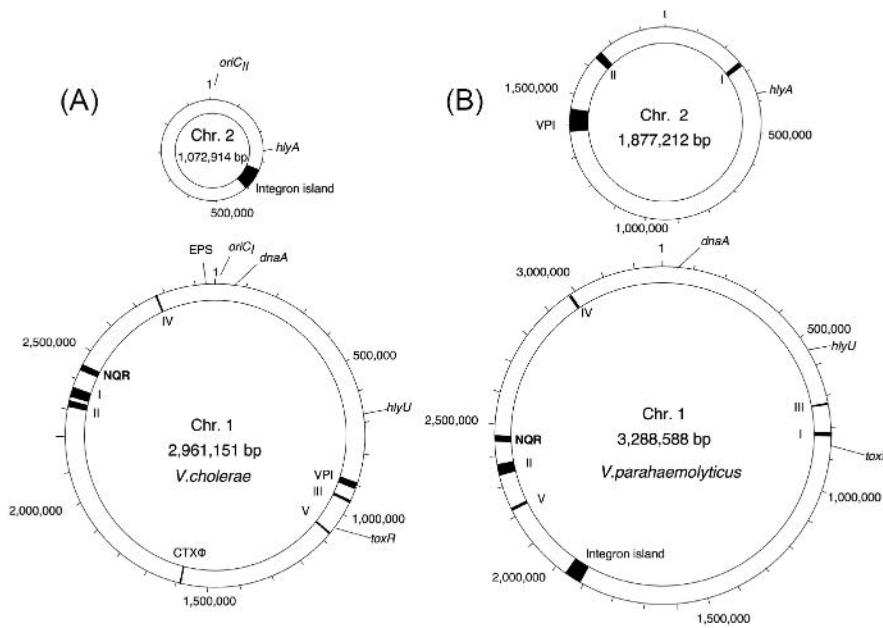 (A)
oriC II
1
hlyA
Chr. 2
1,072,914 bp
Integron island
500,000
EPS
1
oriC I
dnaA
IV
2,500,000
500,000
NQR
I
II
hlyU
Chr. 1
2,961,151 bp
V.cholerae
VPI
III
V
1,000,000
toxR
2,000,000
CTXΦ
1,500,000
(B)
II
I
1,500,000
hlyA
VPI
Chr. 2
1,877,212 bp
500,000
1,000,000
1
dnaA
3,000,000
IV
500,000
hlyU
III
I
2,500,000
NQR
Chr. 1
3,288,588 bp
V.parahaemolyticus
II
V
tox
1,000,000
Integron island
2,000,000
1,500,000